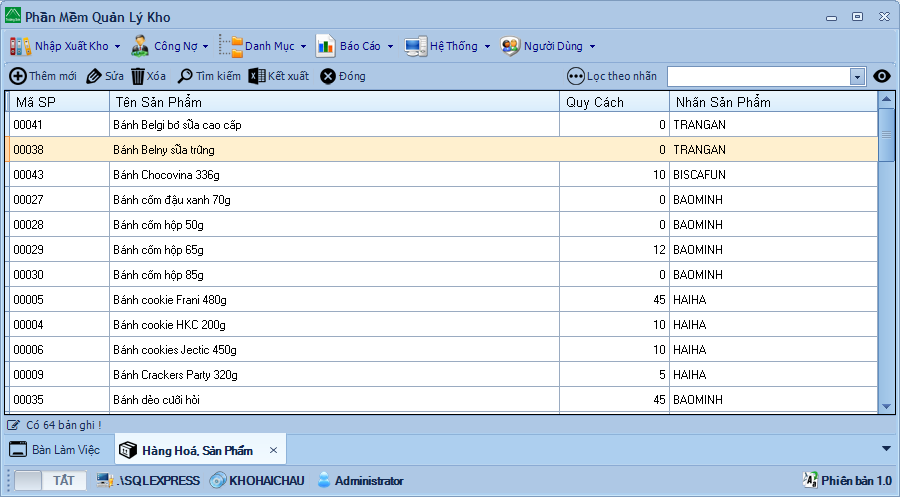 Phần Mềm Quản Lý Kho
Nhập Xuất Kho Công Nợ Danh Mục Báo Cáo Hệ Thống Người Dùng
Thêm mới Sửa Xóa Tìm kiếm Kết xuất Đóng Lọc theo nhãn
Mã SP Tên Sản Phẩm Quy Cách Nhãn Sản Phẩm
00041 Bánh Belgi bơ sữa cao cấp 0 TRANGAN
00038 Bánh Belny sữa trứng 0 TRANGAN
00043 Bánh Chocovina 336g 10 BISCAFUN
00027 Bánh cốm đậu xanh 70g 0 BAOMINH
00028 Bánh cốm hộp 50g 0 BAOMINH
00029 Bánh cốm hộp 65g 12 BAOMINH
00030 Bánh cốm hộp 85g 0 BAOMINH
00005 Bánh cookie Frani 480g 45 HAIHA
00004 Bánh cookie HKC 200g 10 HAIHA
00006 Bánh cookies Jectic 450g 10 HAIHA
00009 Bánh Crackers Party 320g 5 HAIHA
00035 Bánh dẻo cưới hỏi 45 BAOMINH
Có 64 bản ghi !
Bàn Làm Việc Hàng Hoá, Sản Phẩm
TẮT .\SQLEXPRESS KHOHAICHAU Administrator Phiên bản 1.0